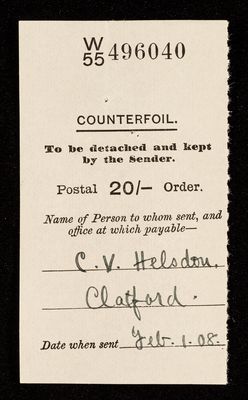 W
55 496040
COUNTERFOIL.
To be detached and kept
by the Sender.
Postal 20/– Order.
Name of Person to whom sent, and
office at which payable—
C. V. Helsdon,
Clatford.
Date when sent Feb. 1. 08.